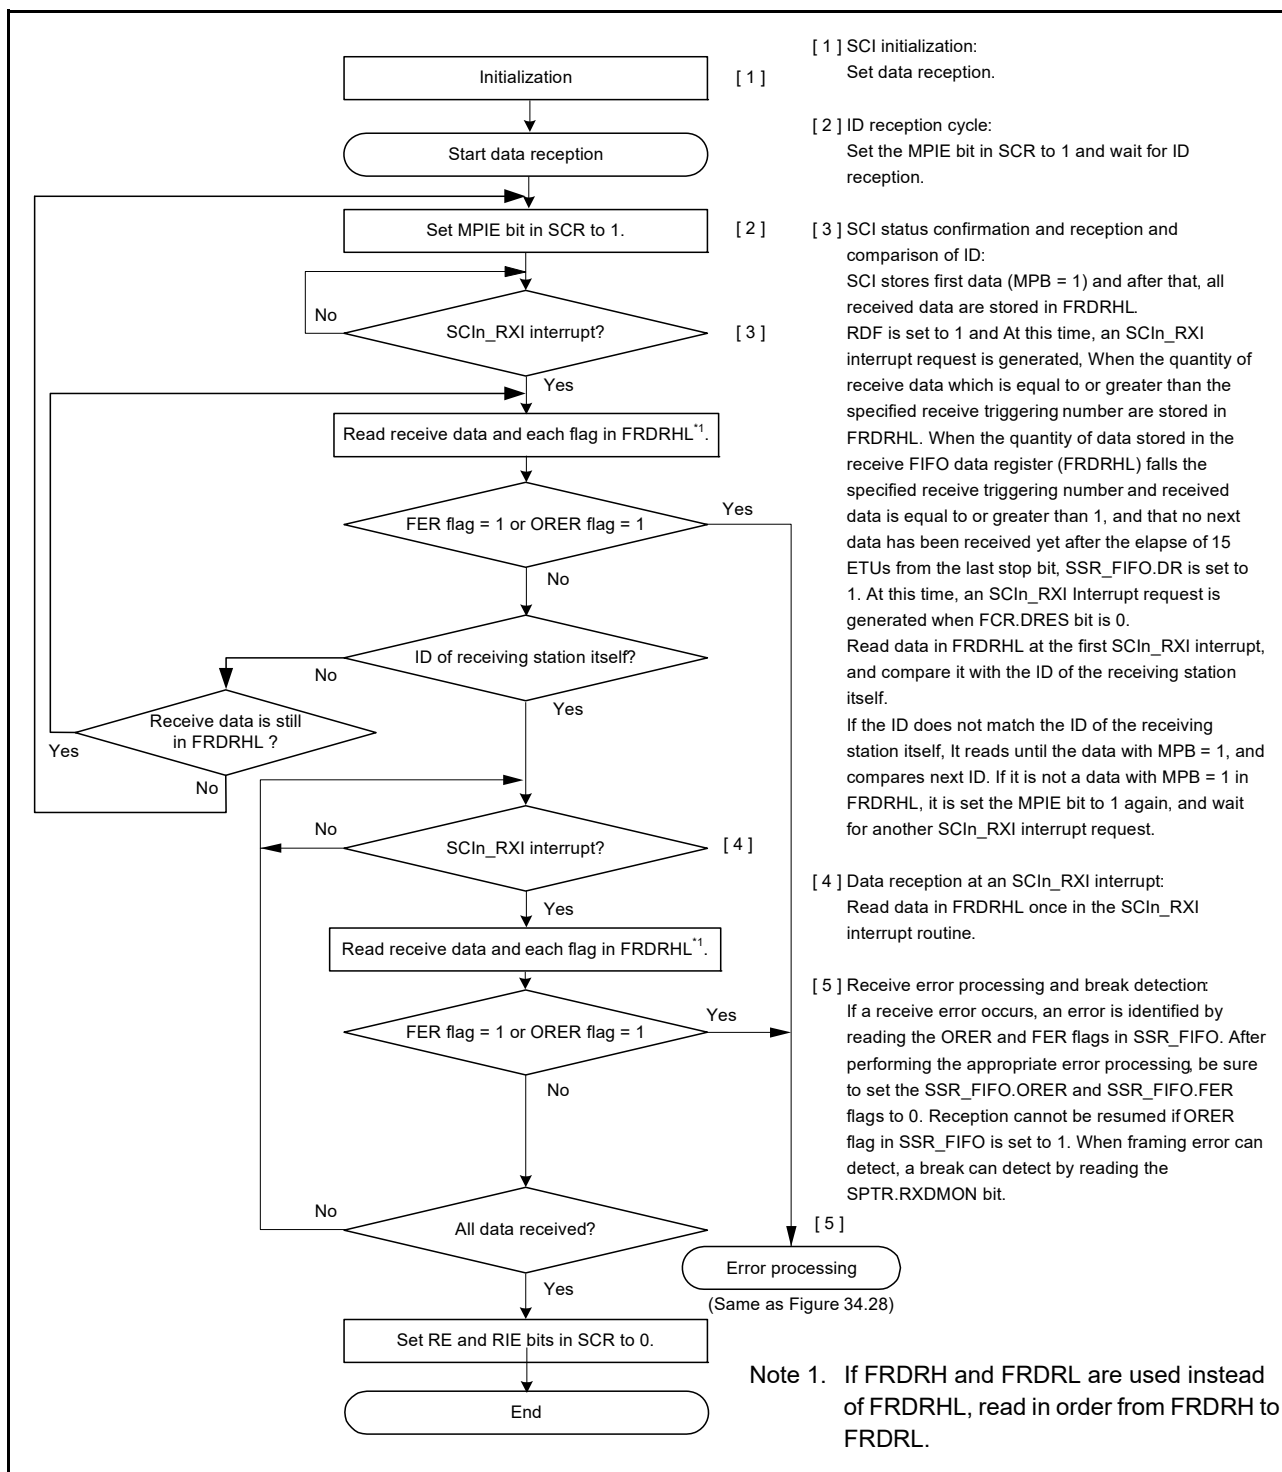 Initialization
[ 1 ]
Start data reception
Set MPIE bit in SCR to 1.
[ 2 ]
No
SCIn_RXI interrupt?
[ 3 ]
Yes
Read receive data and each flag in FRDRHL*1.
Yes
FER flag = 1 or ORER flag = 1
No
ID of receiving station itself?
No
Yes
Receive data is still
in FRDRHL ?
Yes
No
No
SCIn_RXI interrupt?
[ 4 ]
Yes
Read receive data and each flag in FRDRHL*1.
Yes
FER flag = 1 or ORER flag = 1
No
No
All data received?
[ 5 ]
Error processing
(Same as Figure 34.28)
Yes
Set RE and RIE bits in SCR to 0.
End
[ 1 ] SCI initialization:
Set data reception.
[ 2 ] ID reception cycle:
Set the MPIE bit in SCR to 1 and wait for ID
reception.
[ 3 ] SCI status confirmation and reception and
comparison of ID:
SCI stores first data (MPB = 1) and after that, all
received data are stored in FRDRHL.
RDF is set to 1 and At this time, an SCIn_RXI
interrupt request is generated, When the quantity of
receive data which is equal to or greater than the
specified receive triggering number are stored in
FRDRHL. When the quantity of data stored in the
receive FIFO data register (FRDRHL) falls the
specified receive triggering number and received
data is equal to or greater than 1, and that no next
data has been received yet after the elapse of 15
ETUs from the last stop bit, SSR_FIFO.DR is set to
1. At this time, an SCIn_RXI Interrupt request is
generated when FCR.DRES bit is 0.
Read data in FRDRHL at the first SCIn_RXI interrupt,
and compare it with the ID of the receiving station
itself.
If the ID does not match the ID of the receiving
station itself, It reads until the data with MPB = 1, and
compares next ID. If it is not a data with MPB = 1 in
FRDRHL, it is set the MPIE bit to 1 again, and wait
for another SCIn_RXI interrupt request.
[ 4 ] Data reception at an SCIn_RXI interrupt:
Read data in FRDRHL once in the SCIn_RXI
interrupt routine.
[ 5 ] Receive error processing and break detection:
If a receive error occurs, an error is identified by
reading the ORER and FER flags in SSR_FIFO. After
performing the appropriate error processing, be sure
to set the SSR_FIFO.ORER and SSR_FIFO.FER
flags to 0. Reception cannot be resumed if ORER
flag in SSR_FIFO is set to 1. When framing error can
detect, a break can detect by reading the
SPTR.RXDMON bit.
Note 1. If FRDRH and FRDRL are used instead
of FRDRHL, read in order from FRDRH to
FRDRL.